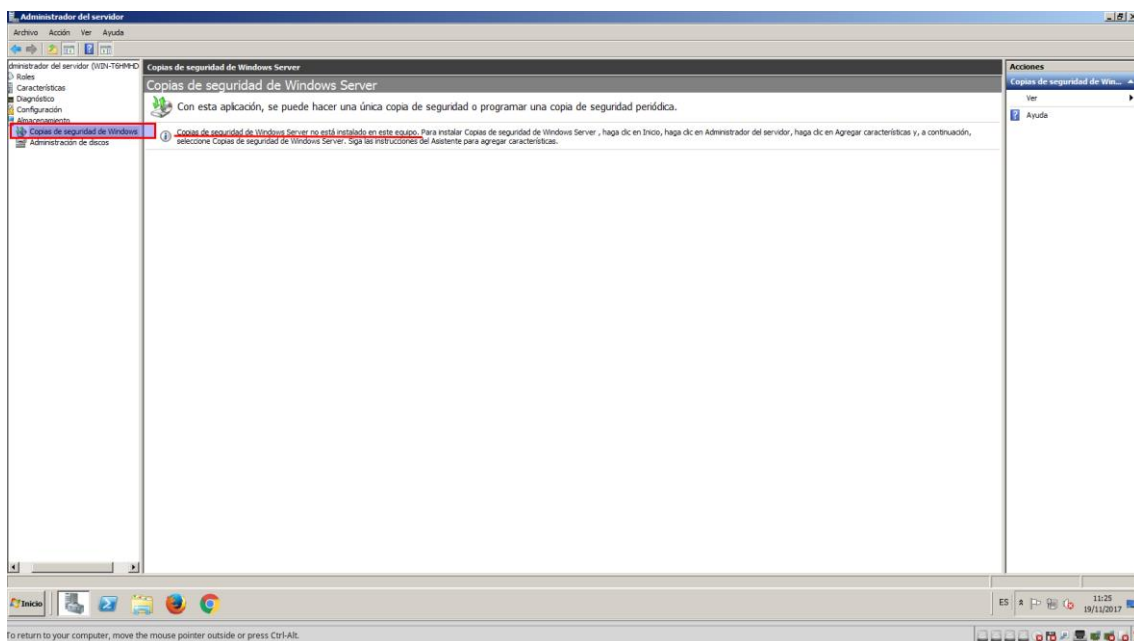 Administrador del servidor
Archivo Acción Ver Ayuda
dministrador del servidor (WIN-T6HMHD
Roles
Características
Diagnóstico
Configuración
Almacenamiento
Copias de seguridad de Windows
Administración de discos
Copias de seguridad de Windows Server
Copias de seguridad de Windows Server
Con esta aplicación, se puede hacer una única copia de seguridad o programar una copia de seguridad periódica.
Copias de seguridad de Windows Server no está instalado en este equipo. Para instalar Copias de seguridad de Windows Server , haga clic en Inicio, haga clic en Administrador del servidor, haga clic en Agregar características y, a continuación,
seleccione Copias de seguridad de Windows Server. Siga las instrucciones del Asistente para agregar características.
Acciones
Copias de seguridad de Win...
Ver
Ayuda
Inicio
ES
11:25
19/11/2017
To return to your computer, move the mouse pointer outside or press Ctrl-Alt.